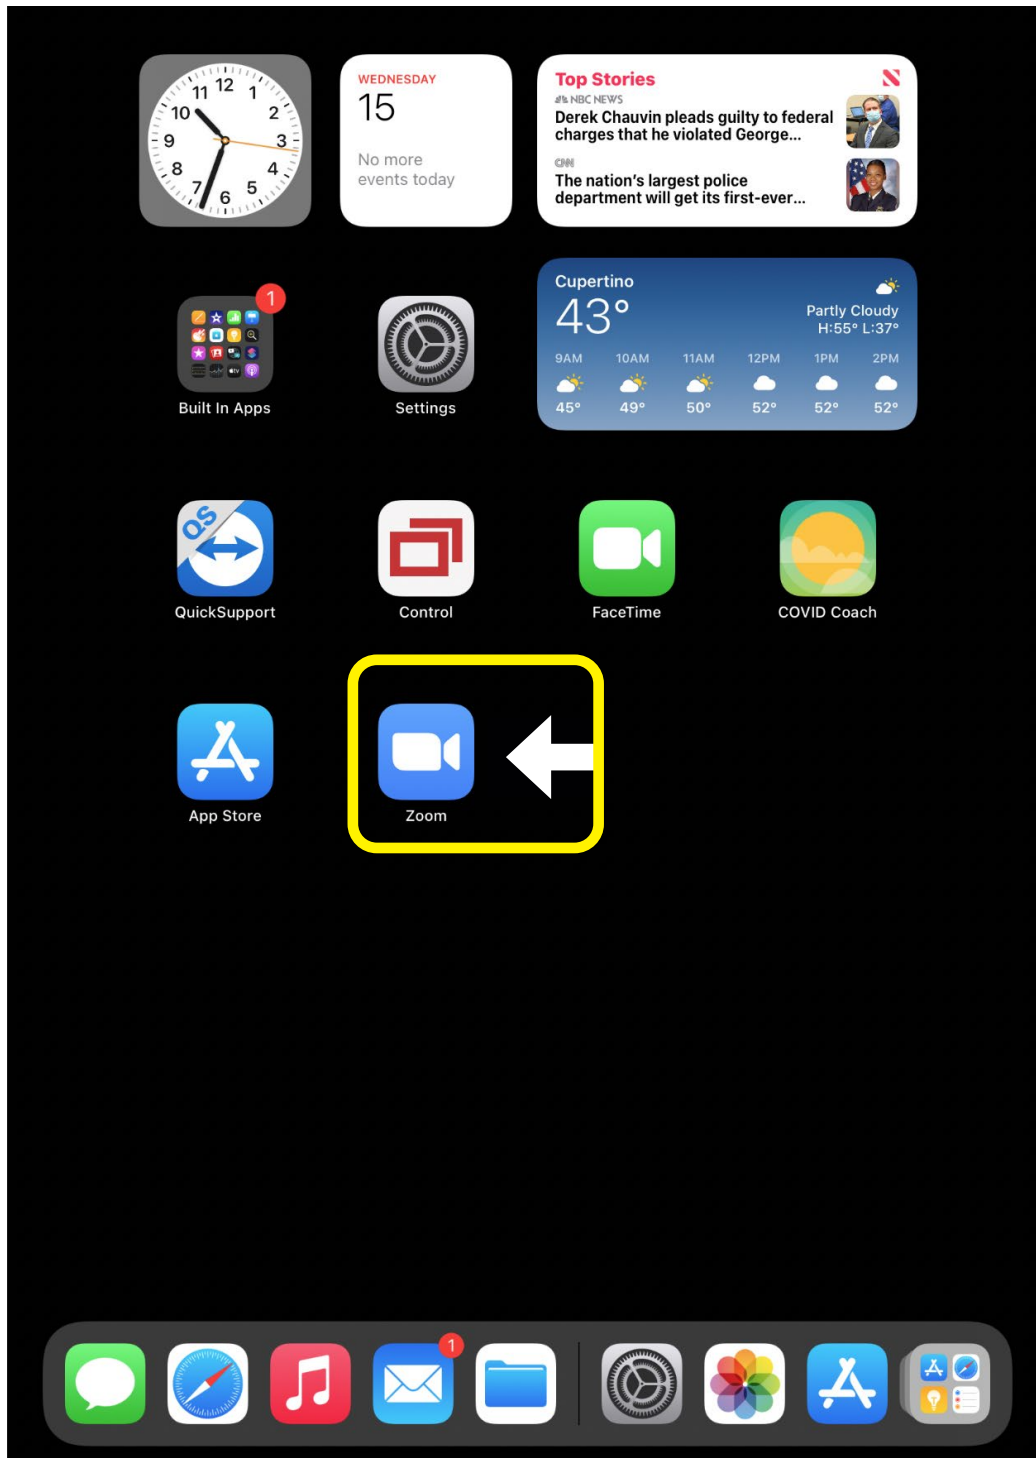 11 12 1
10 2
9 3
8 4
7 6 5
WEDNESDAY
15
No more
events today
Top Stories
NBC NEWS
Derek Chauvin pleads guilty to federal
charges that he violated George...
CNN
The nation's largest police
department will get its first-ever...
1
Built In Apps
Settings
Cupertino
43°
Partly Cloudy
H:55° L:37°
9AM 10AM 11AM 12PM 1PM 2PM
45° 49° 50° 52° 52° 52°
QS
QuickSupport
Control
FaceTime
COVID Coach
App Store
Zoom
1